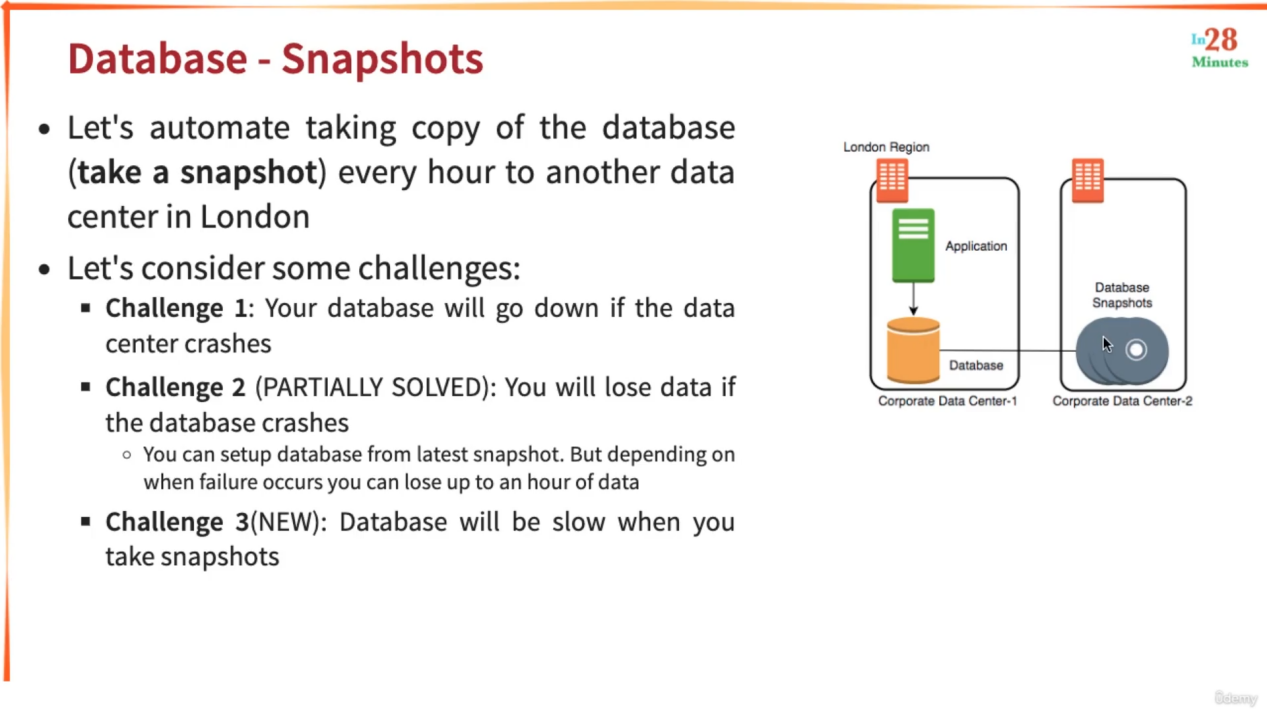 Database - Snapshots
In28
Minutes
• Let's automate taking copy of the database
(take a snapshot) every hour to another data
center in London
• Let's consider some challenges:
▪ Challenge 1: Your database will go down if the data
center crashes
▪ Challenge 2 (PARTIALLY SOLVED): You will lose data if
the database crashes
◦ You can setup database from latest snapshot. But depending on
when failure occurs you can lose up to an hour of data
▪ Challenge 3(NEW): Database will be slow when you
take snapshots
London Region
Application
Database
Corporate Data Center-1
Database
Snapshots
Corporate Data Center-2
ûdemy